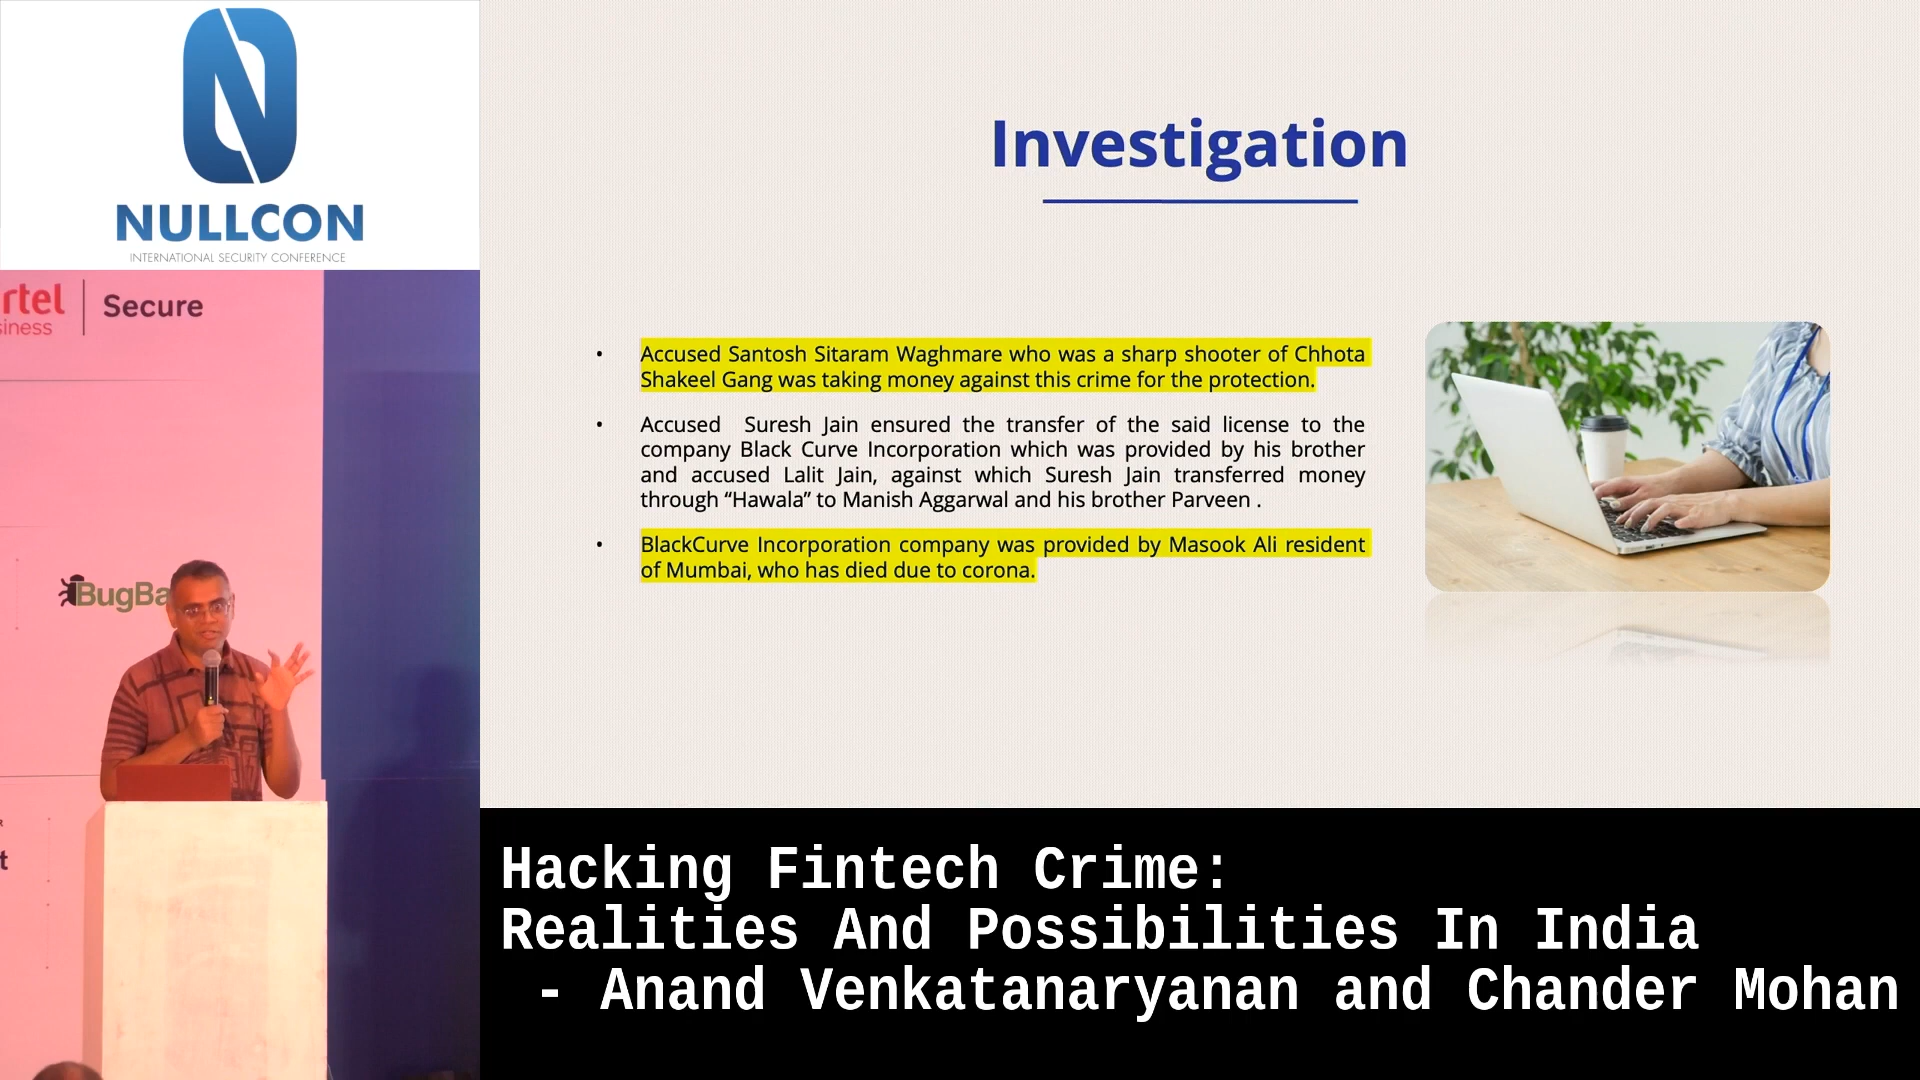 NULLCON
INTERNATIONAL SECURITY CONFERENCE
rtel
siness
Secure
BugBa
R
t
Investigation
• Accused Santosh Sitaram Waghmare who was a sharp shooter of Chhota
Shakeel Gang was taking money against this crime for the protection.
• Accused Suresh Jain ensured the transfer of the said license to the
company Black Curve Incorporation which was provided by his brother
and accused Lalit Jain, against which Suresh Jain transferred money
through “Hawala” to Manish Aggarwal and his brother Parveen .
• BlackCurve Incorporation company was provided by Masook Ali resident
of Mumbai, who has died due to corona.
Hacking Fintech Crime:
Realities And Possibilities In India
- Anand Venkatanaryanan and Chander Mohan